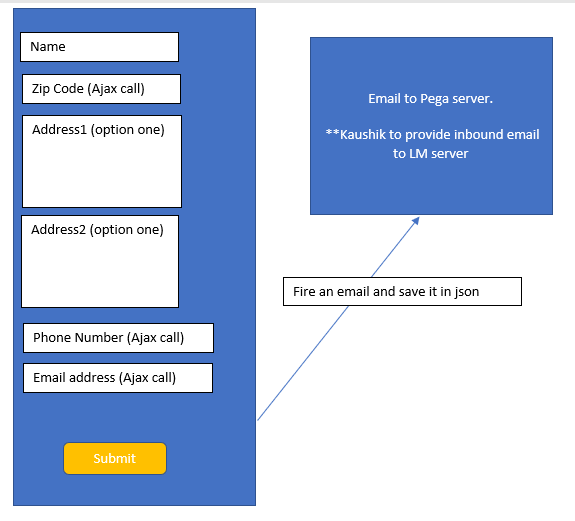 Name
Zip Code (Ajax call)
Address1 (option one)
Address2 (option one)
Phone Number (Ajax call)
Email address (Ajax call)
Submit
Email to Pega server.
**Kaushik to provide inbound email
to LM server
Fire an email and save it in json